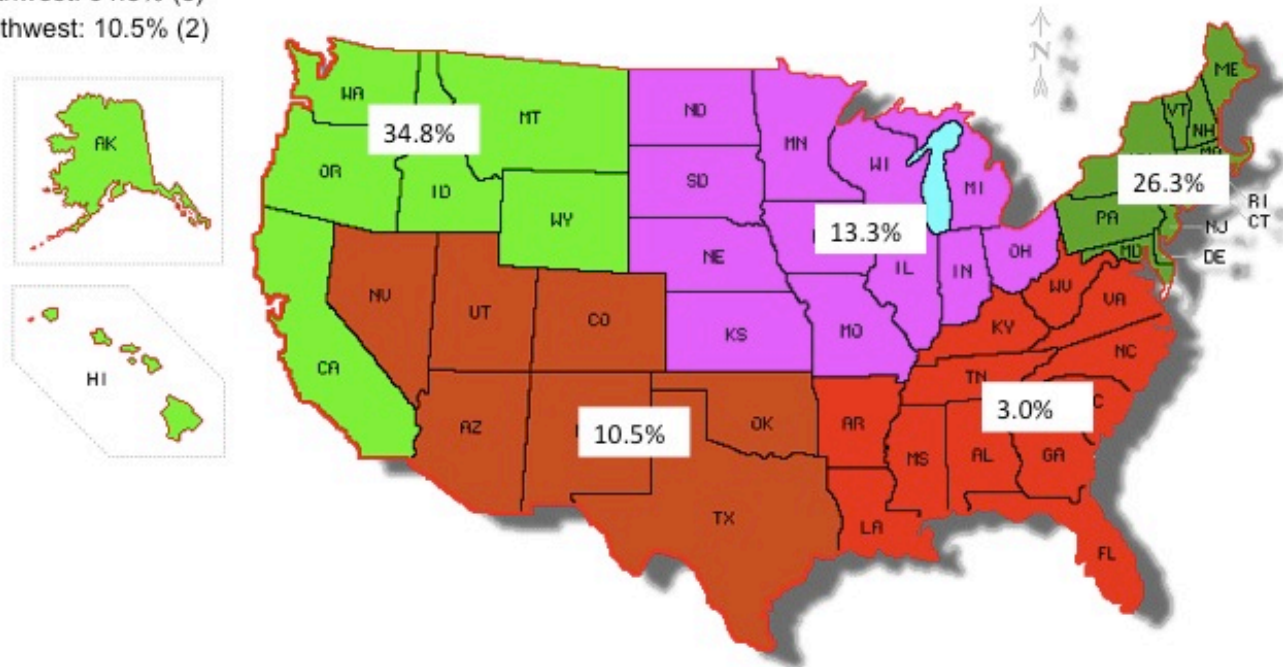 thwest: 10.5% (2)
N
ME
WA
VT
ND
MT
NH
34.8%
MN
AK
OR
WI
SD
26.3%
ID
MI
RI
PA
CT
WY
NJ
13.3%
NE
OH
MD
DE
IL
IN
NV
WV
UT
VA
CO
KS
MO
KY
HI
CA
NC
TN
3.0%
C
AZ
10.5%
OK
AR
MS
AL
GA
TX
LA
FL